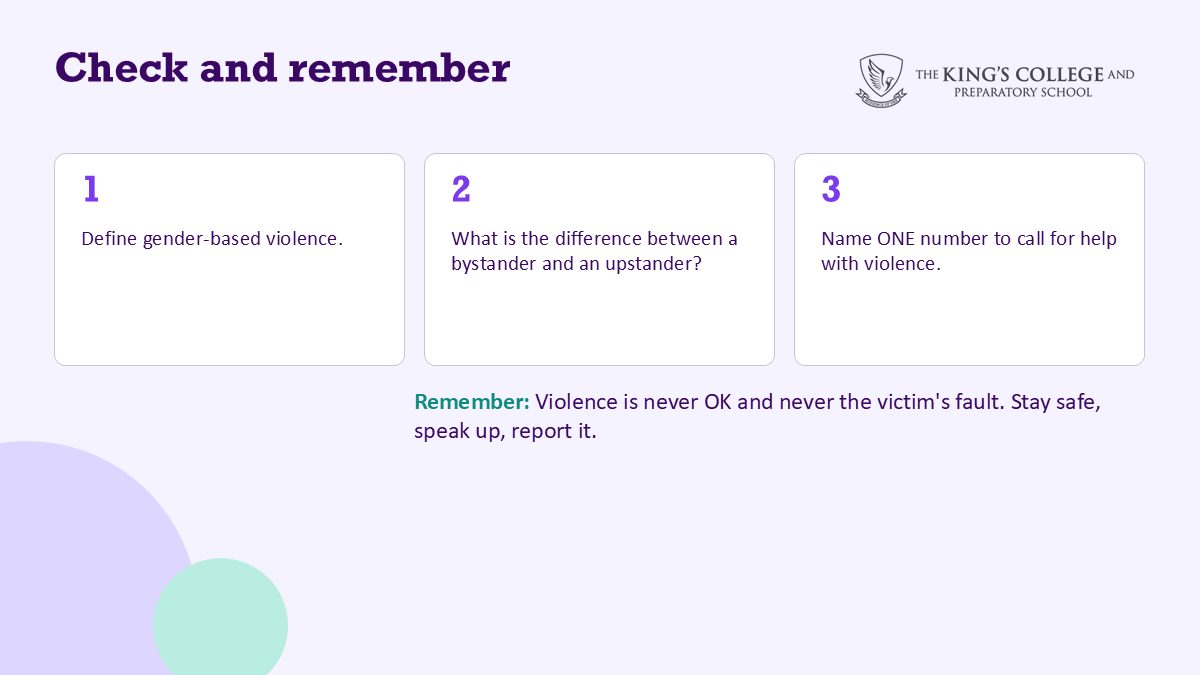 Check and remember
THE KING'S COLLEGE AND
PREPARATORY SCHOOL
1
Define gender-based violence.
2
What is the difference between a
bystander and an upstander?
3
Name ONE number to call for help
with violence.
Remember: Violence is never OK and never the victim's fault. Stay safe,
speak up, report it.